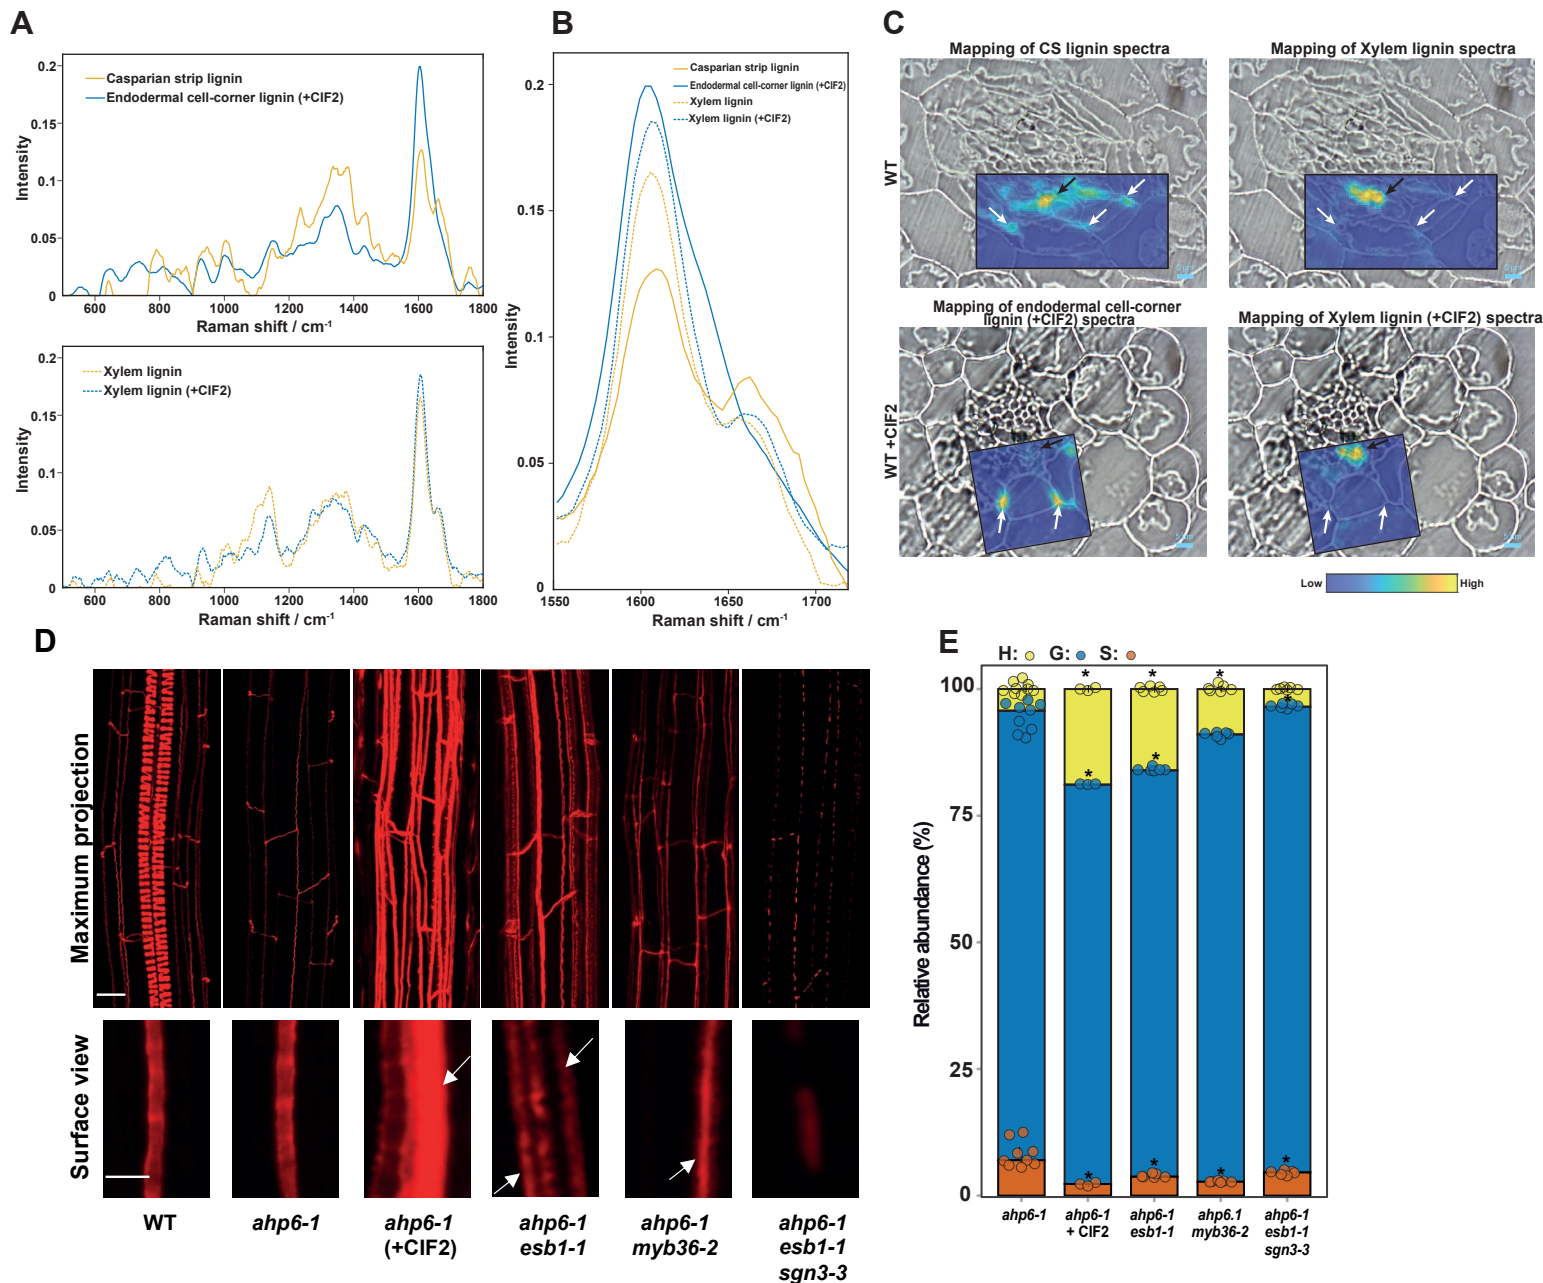 A
0.2
0.15
0.1
0.05
0
Intensity
Casparian strip lignin
Endodermal cell-corner lignin (+CIF2)
600 800 1000 1200 1400 1600 1800
Raman shift / cm-1
0.2
0.15
0.1
0.05
0
Intensity
Xylem lignin
Xylem lignin (+CIF2)
600 800 1000 1200 1400 1600 1800
Raman shift / cm-1
B
0.2
0.15
0.1
0.05
0
Intensity
Casparian strip lignin
Endodermal cell-corner lignin (+CIF2)
Xylem lignin
Xylem lignin (+CIF2)
1550 1600 1650 1700
Raman shift / cm-1
C
Mapping of CS lignin spectra
Mapping of Xylem lignin spectra
WT
Mapping of endodermal cell-corner
lignin (+CIF2) spectra
Mapping of Xylem lignin (+CIF2) spectra
WT +CIF2
Low High
D
Maximum projection
Surface view
WT
ahp6-1
ahp6-1
(+CIF2)
ahp6-1
esb1-1
ahp6-1
myb36-2
ahp6-1
esb1-1
sgn3-3
E
H: G: S:
100
75
50
25
0
Relative abundance (%)
* * *
*
* *
* * * *
ahp6-1
ahp6-1
+ CIF2
ahp6-1
esb1-1
ahp6.1
myb36-2
ahp6-1
esb1-1
sgn3-3